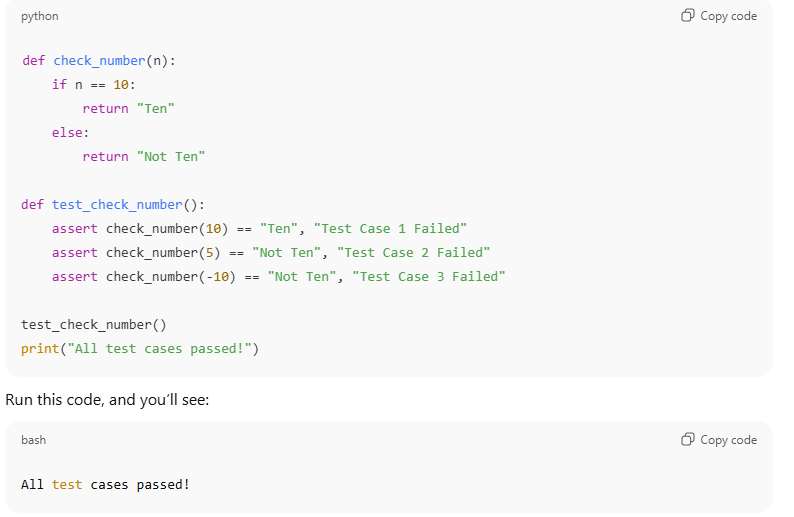 python
Copy code
def check_number(n):
    if n == 10:
        return "Ten"
    else:
        return "Not Ten"
def test_check_number():
    assert check_number(10) == "Ten", "Test Case 1 Failed"
    assert check_number(5) == "Not Ten", "Test Case 2 Failed"
    assert check_number(-10) == "Not Ten", "Test Case 3 Failed"
test_check_number()
print("All test cases passed!")
Run this code, and you’ll see:
bash
Copy code
All test cases passed!